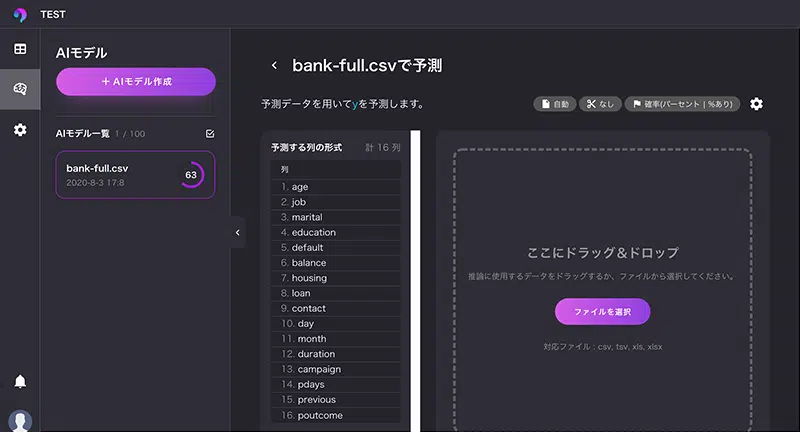 TEST
AIモデル
+ AIモデル作成
AIモデル一覧 1 / 100
bank-full.csv
2020-8-3 17:8
63
bank-full.csvで予測
予測データを用いてyを予測します。
自動
なし
確率(パーセント | %あり)
予測する列の形式 計 16 列
列
1. age
2. job
3. marital
4. education
5. default
6. balance
7. housing
8. loan
9. contact
10. day
11. month
12. duration
13. campaign
14. pdays
15. previous
16. poutcome
ここにドラッグ&ドロップ
推論に使用するデータをドラッグするか、ファイルから選択してください。
ファイルを選択
対応ファイル : csv, tsv, xls, xlsx